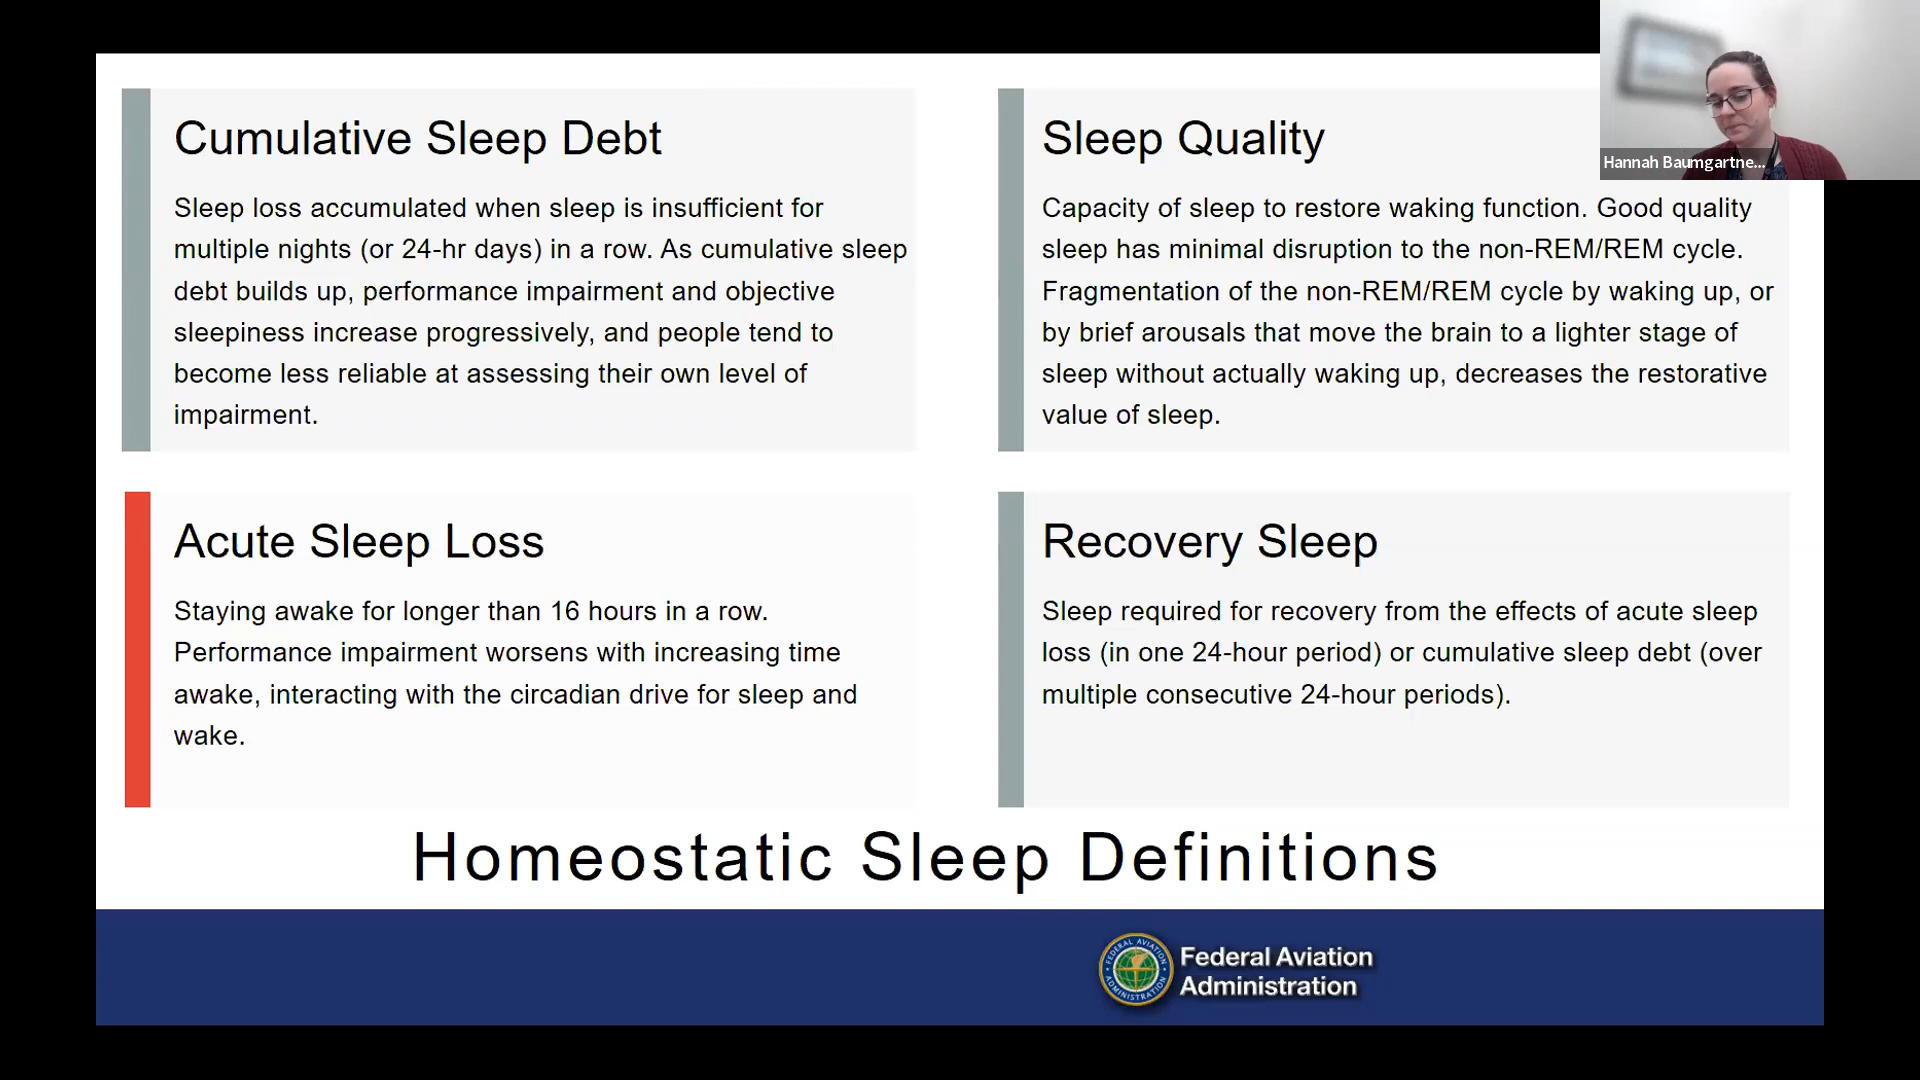 Cumulative Sleep Debt
Sleep loss accumulated when sleep is insufficient for
multiple nights (or 24-hr days) in a row. As cumulative sleep
debt builds up, performance impairment and objective
sleepiness increase progressively, and people tend to
become less reliable at assessing their own level of
impairment.
Sleep Quality
Capacity of sleep to restore waking function. Good quality
sleep has minimal disruption to the non-REM/REM cycle.
Fragmentation of the non-REM/REM cycle by waking up, or
by brief arousals that move the brain to a lighter stage of
sleep without actually waking up, decreases the restorative
value of sleep.
Hannah Baumgartne...
Acute Sleep Loss
Staying awake for longer than 16 hours in a row.
Performance impairment worsens with increasing time
awake, interacting with the circadian drive for sleep and
wake.
Recovery Sleep
Sleep required for recovery from the effects of acute sleep
loss (in one 24-hour period) or cumulative sleep debt (over
multiple consecutive 24-hour periods).
Homeostatic Sleep Definitions
FEDERAL AVIATION
ADMINISTRATION
Federal Aviation
Administration